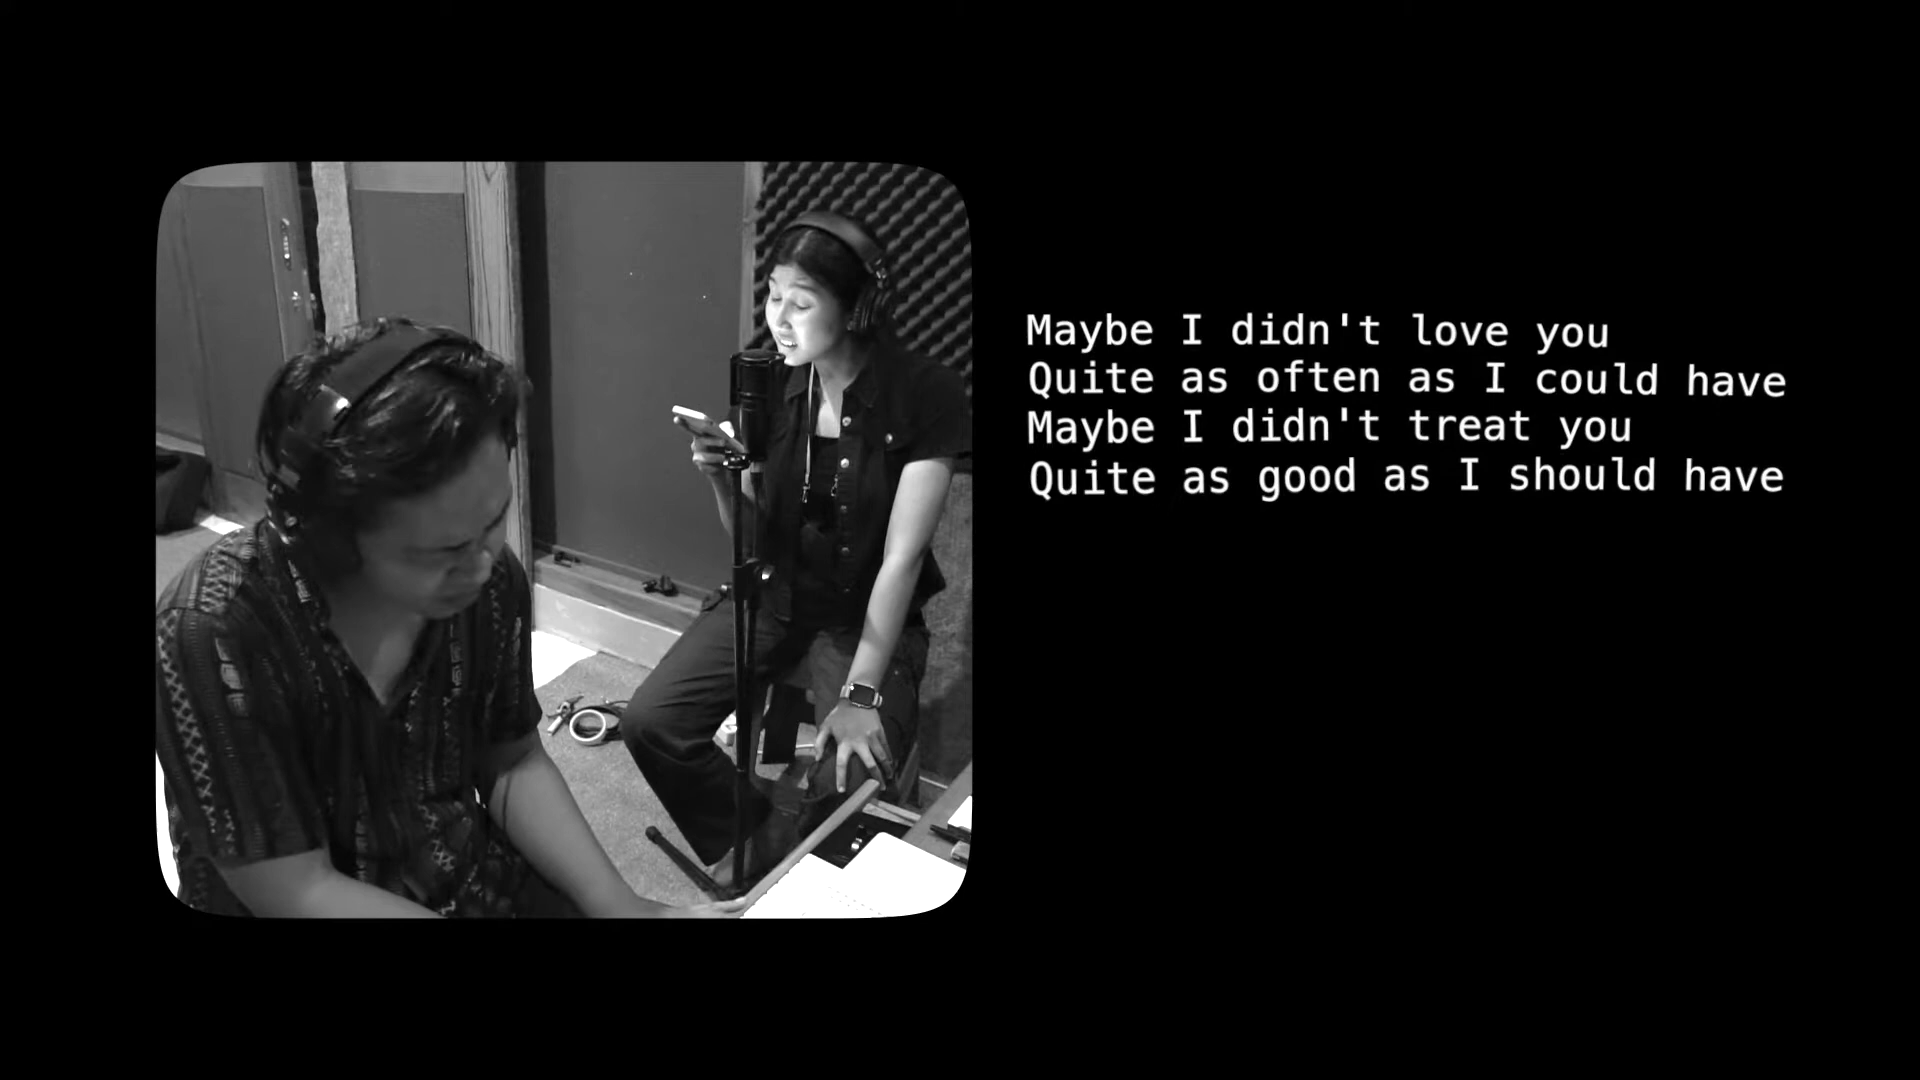 Maybe I didn't love you
Quite as often as I could have
Maybe I didn't treat you
Quite as good as I should have